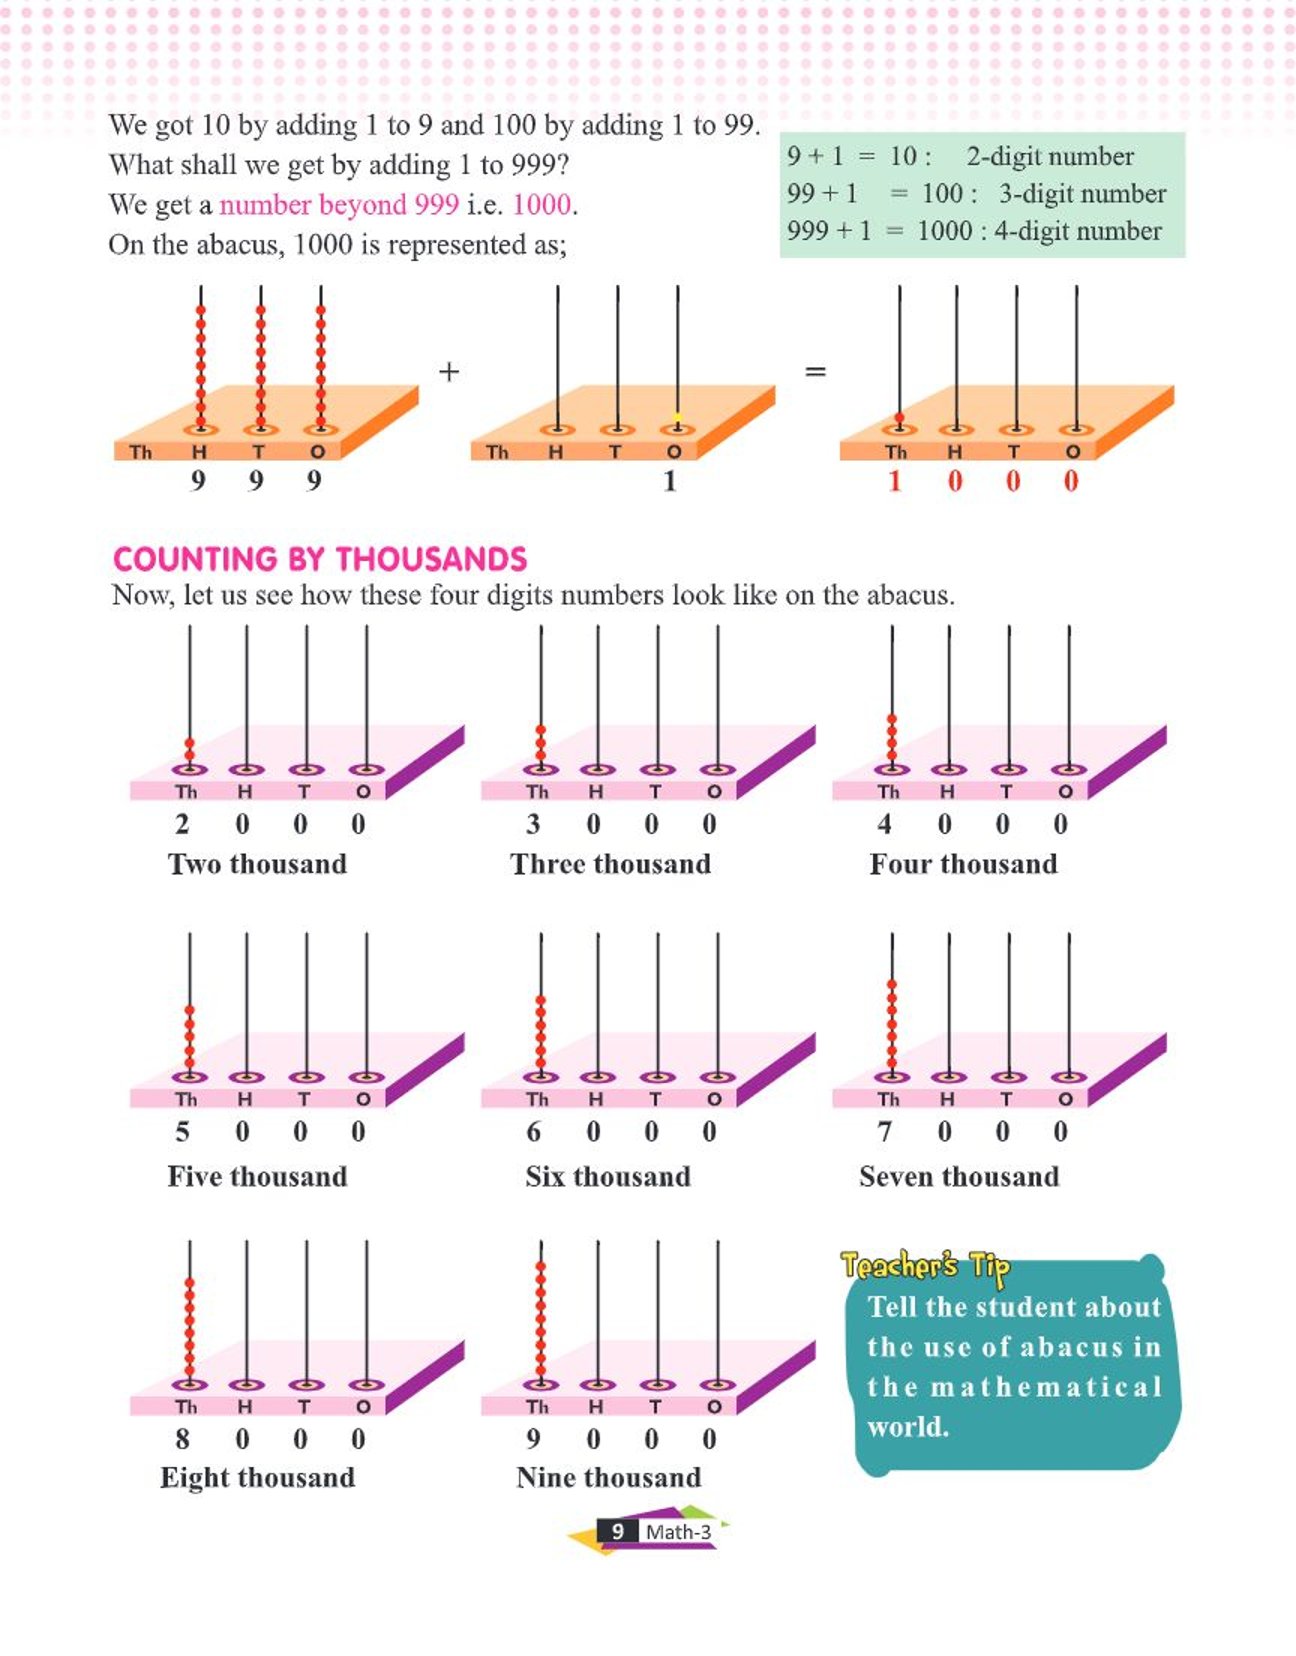 We got 10 by adding 1 to 9 and 100 by adding 1 to 99.
What shall we get by adding 1 to 999?
We get a number beyond 999 i.e. 1000.
On the abacus, 1000 is represented as;
9 + 1 = 10 : 2-digit number
99 + 1 = 100 : 3-digit number
999 + 1 = 1000 : 4-digit number
+ =
Th H T O Th H T O Th H T O
9 9 9 1 1 0 0 0
COUNTING BY THOUSANDS
Now, let us see how these four digits numbers look like on the abacus.
Th H T O Th H T O Th H T O
2 0 0 0 3 0 0 0 4 0 0 0
Two thousand Three thousand Four thousand
Th H T O Th H T O Th H T O
5 0 0 0 6 0 0 0 7 0 0 0
Five thousand Six thousand Seven thousand
Th H T O Th H T O
8 0 0 0 9 0 0 0
Eight thousand Nine thousand
Teacher's Tip
Tell the student about
the use of abacus in
the mathematical
world.
9 Math-3